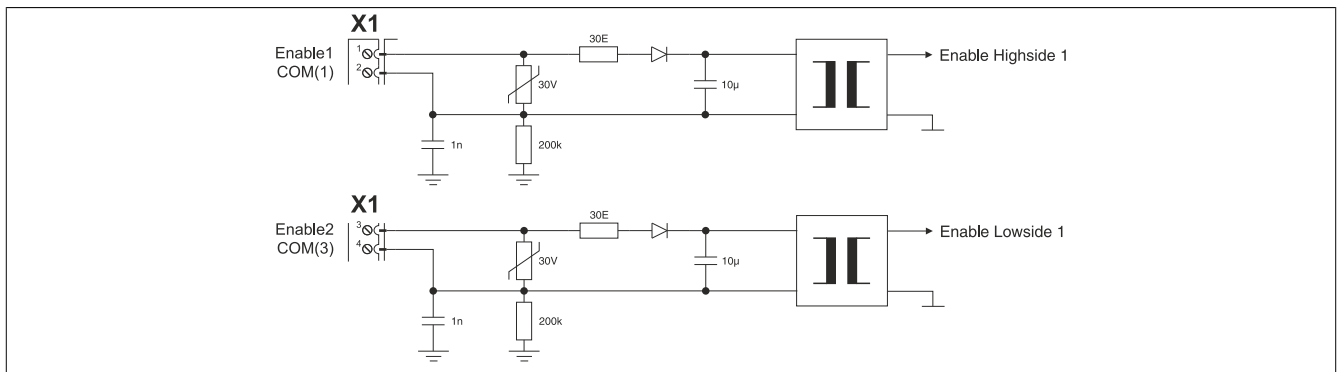 X1
Enable1
COM(1)
1
2
30E
30V
10µ
1n
200k
Enable Highside 1
X1
Enable2
COM(3)
3
4
30E
30V
10µ
1n
200k
Enable Lowside 1